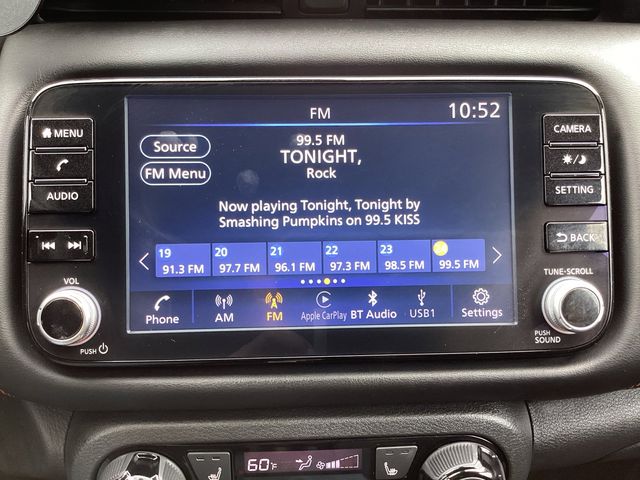 FM
10:52
MENU
CAMERA
Source
99.5 FM
TONIGHT,
FM Menu
Rock
AUDIO
SETTING
Now playing Tonight, Tonight by
Smashing Pumpkins on 99.5 KISS
BACK
19 20 21 22 23
91.3 FM 97.7 FM 96.1 FM 97.3 FM 98.5 FM 99.5 FM
VOL
TUNE-SCROLL
Phone AM FM Apple CarPlay BT Audio USB1 Settings
PUSH
PUSH
SOUND
60°F